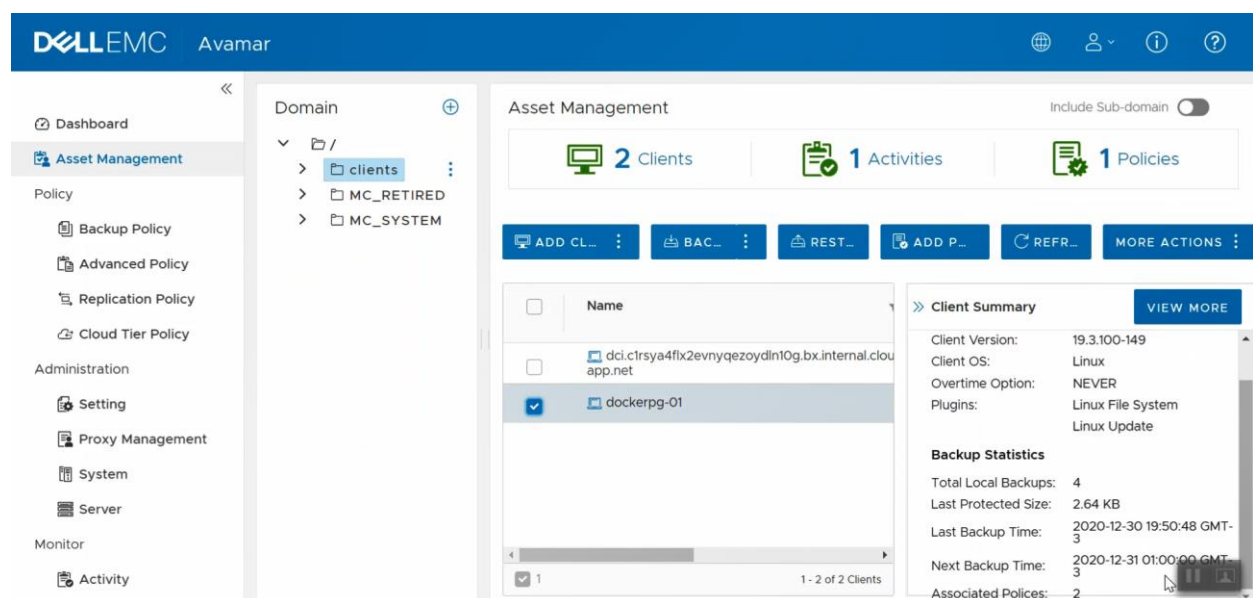 DELLEMC Avamar
Dashboard
Asset Management
Policy
Backup Policy
Advanced Policy
Replication Policy
Cloud Tier Policy
Administration
Setting
Proxy Management
System
Server
Monitor
Activity
Domain
/
clients
MC_RETIRED
MC_SYSTEM
Asset Management
Include Sub-domain
2 Clients
1 Activities
1 Policies
ADD CL...
BAC...
REST...
ADD P...
REFR...
MORE ACTIONS
Name
dci.c1rsya4flx2evnyqezoydln10g.bx.internal.clou
app.net
dockerpg-01
1
1 - 2 of 2 Clients
Client Summary
VIEW MORE
Client Version: 19.3.100-149
Client OS: Linux
Overtime Option: NEVER
Plugins: Linux File System
Linux Update
Backup Statistics
Total Local Backups: 4
Last Protected Size: 2.64 KB
Last Backup Time: 2020-12-30 19:50:48 GMT-
3
Next Backup Time: 2020-12-31 01:00:00 GMT-
3
Associated Polices: 2